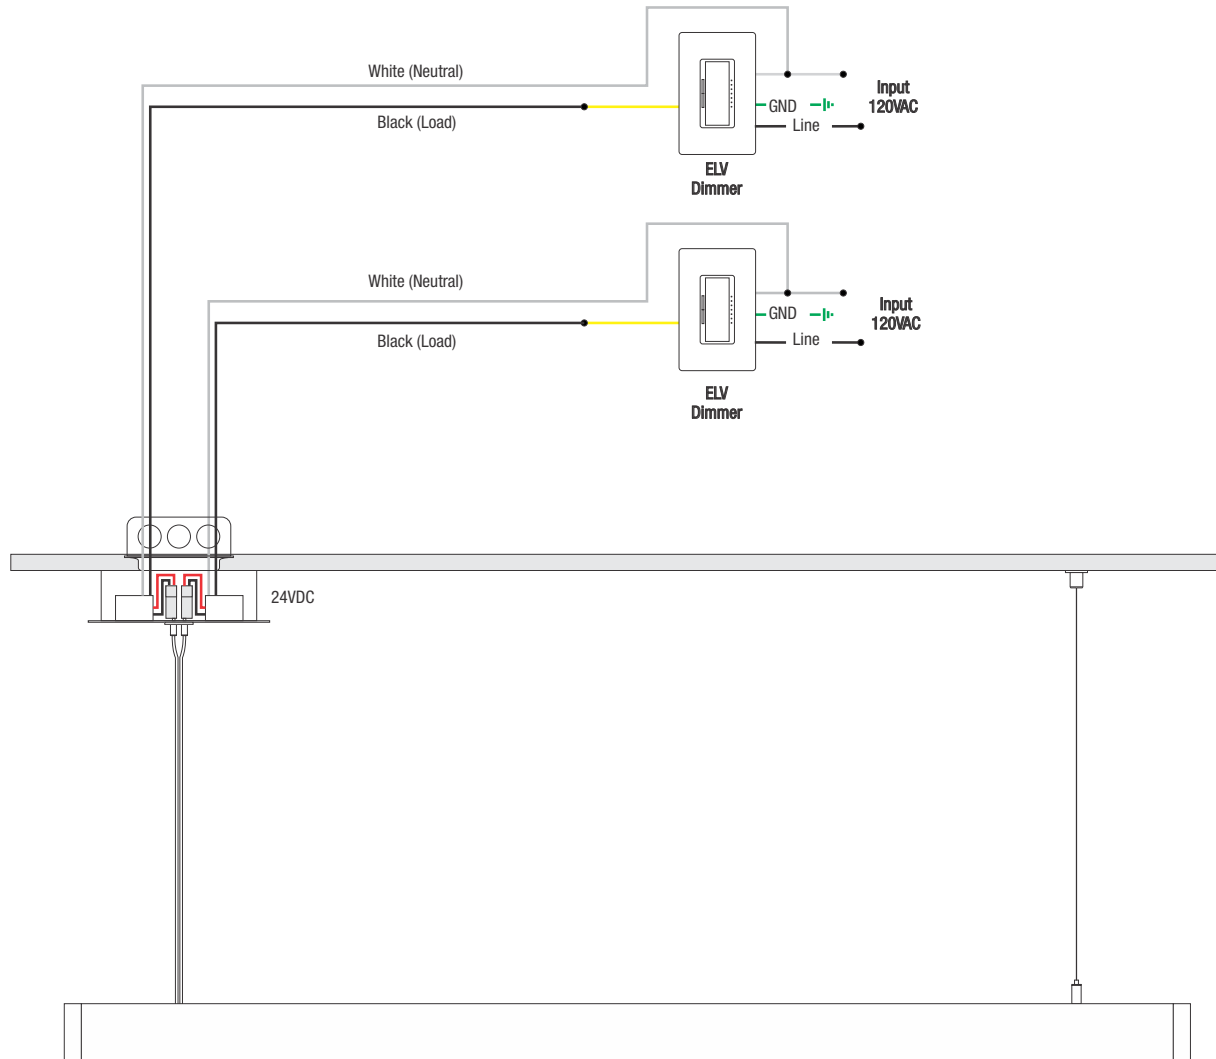 White (Neutral)
Input
120VAC
GND
Black (Load)
Line
ELV
Dimmer
White (Neutral)
Input
120VAC
GND
Black (Load)
Line
ELV
Dimmer
24VDC